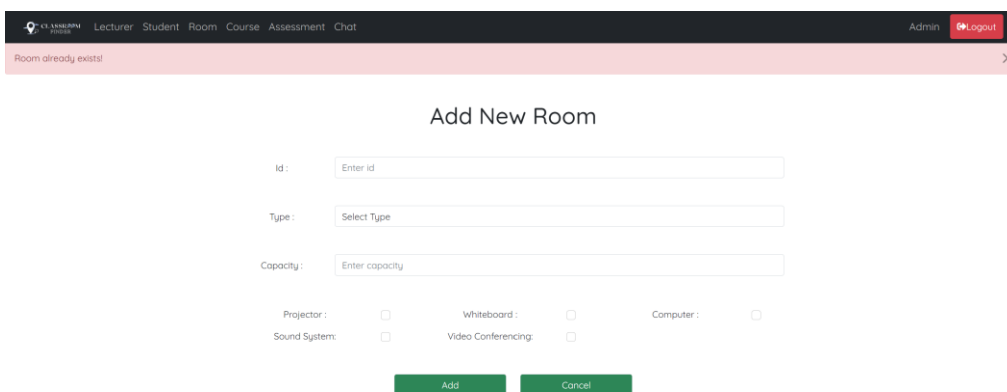 CLASSROOM FINDER Lecturer Student Room Course Assessment Chat Admin Logout
Room already exists!
Add New Room
Id : Enter id
Type : Select Type
Capacity : Enter capacity
Projector : Whiteboard : Computer :
Sound System: Video Conferencing:
Add Cancel